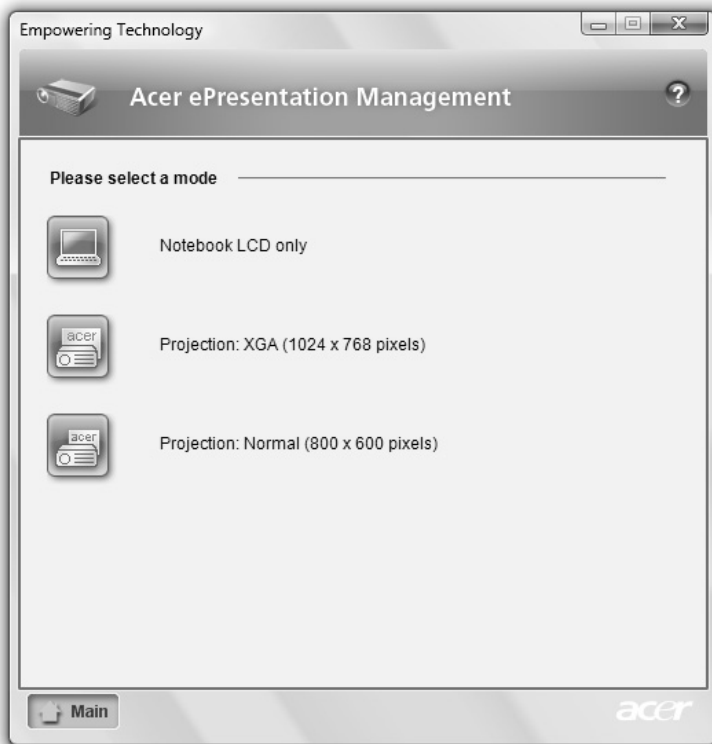 Empowering Technology
Acer ePresentation Management
?
Please select a mode
Notebook LCD only
acer
Projection: XGA (1024 x 768 pixels)
acer
Projection: Normal (800 x 600 pixels)
Main
acer